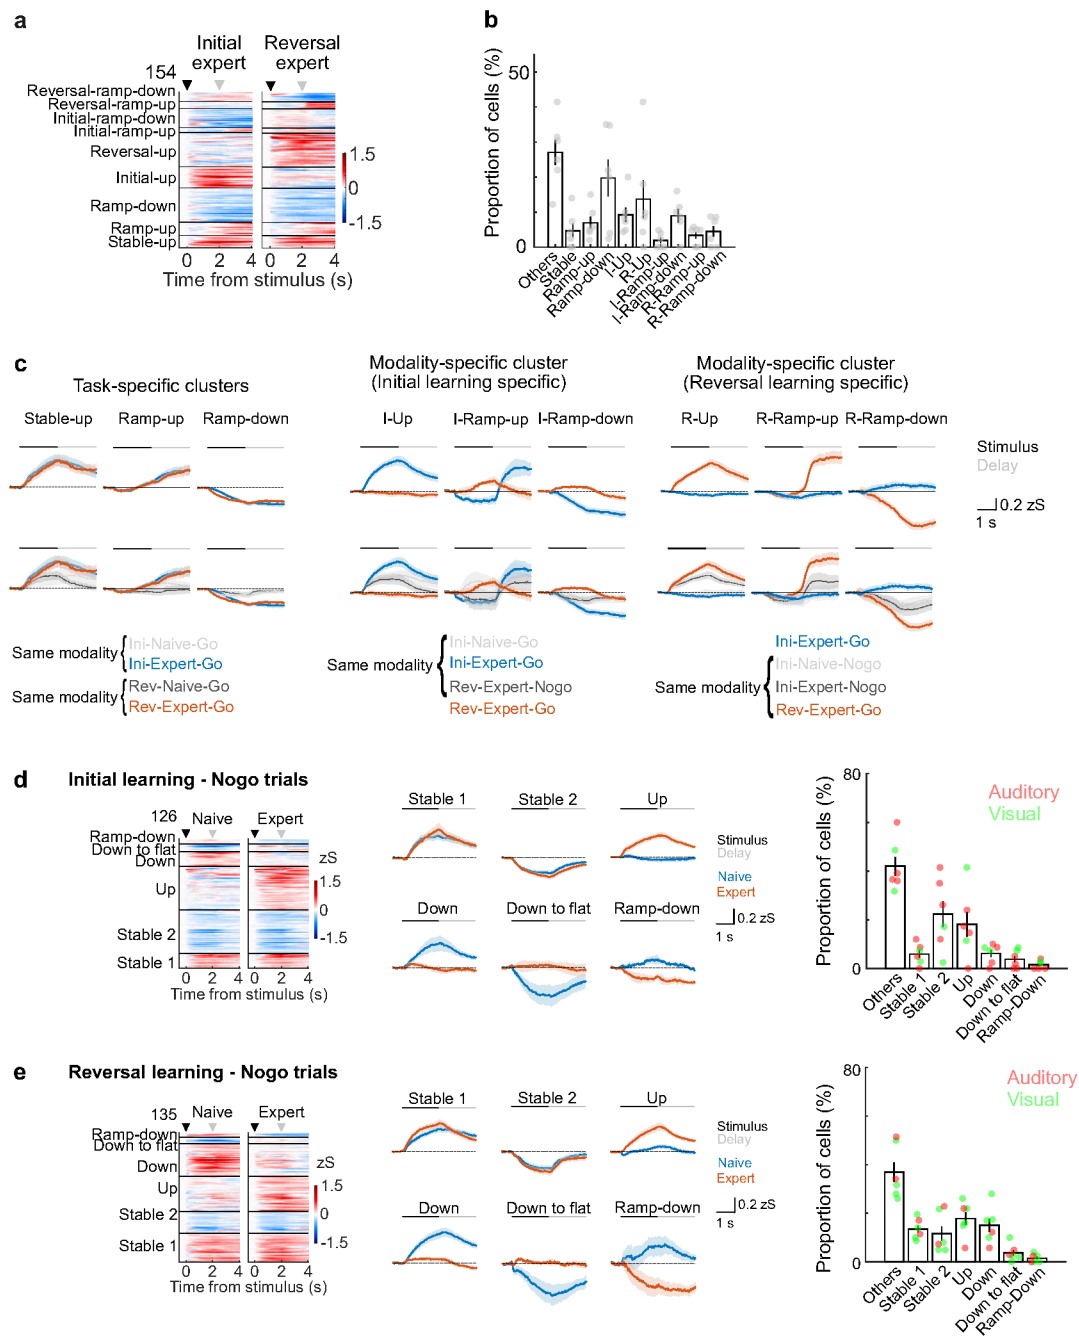 a
Initial expert
Reversal expert
154
Reversal-ramp-down
Reversal-ramp-up
Initial-ramp-down
Initial-ramp-up
Reversal-up
Initial-up
Ramp-down
Ramp-up
Stable-up
1.5
0
-1.5
0 2 4 0 2 4
Time from stimulus (s)
b
Proportion of cells (%)
50
0
Others
Stable
Ramp-up
Ramp-down
I-Up
R-Up
I-Ramp-up
I-Ramp-down
R-Ramp-up
R-Ramp-down
c
Task-specific clusters
Modality-specific cluster
(Initial learning specific)
Modality-specific cluster
(Reversal learning specific)
Stable-up Ramp-up Ramp-down
I-Up I-Ramp-up I-Ramp-down
R-Up R-Ramp-up R-Ramp-down
Stimulus
Delay
0.2 zS
1 s
Same modality
Ini-Naive-Go
Ini-Expert-Go
Same modality
Rev-Naive-Go
Rev-Expert-Go
Same modality
Ini-Naive-Go
Ini-Expert-Go
Rev-Expert-Nogo
Rev-Expert-Go
Ini-Expert-Go
Same modality
Ini-Naive-Nogo
Ini-Expert-Nogo
Rev-Expert-Go
d
Initial learning - Nogo trials
126
Naive Expert
Ramp-down
Down to flat
Down
Up
Stable 2
Stable 1
zS
1.5
0
-1.5
0 2 4 0 2 4
Time from stimulus (s)
Stable 1 Stable 2 Up
Down Down to flat Ramp-down
Stimulus
Delay
Naive
Expert
0.2 zS
1 s
Proportion of cells (%)
80
0
Auditory
Visual
Others
Stable 1
Stable 2
Up
Down
Down to flat
Ramp-Down
e
Reversal learning - Nogo trials
135
Naive Expert
Ramp-down
Down to flat
Down
Up
Stable 2
Stable 1
zS
1.5
0
-1.5
0 2 4 0 2 4
Time from stimulus (s)
Stable 1 Stable 2 Up
Down Down to flat Ramp-down
Stimulus
Delay
Naive
Expert
0.2 zS
1 s
Proportion of cells (%)
80
0
Auditory
Visual
Others
Stable 1
Stable 2
Up
Down
Down to flat
Ramp-Down